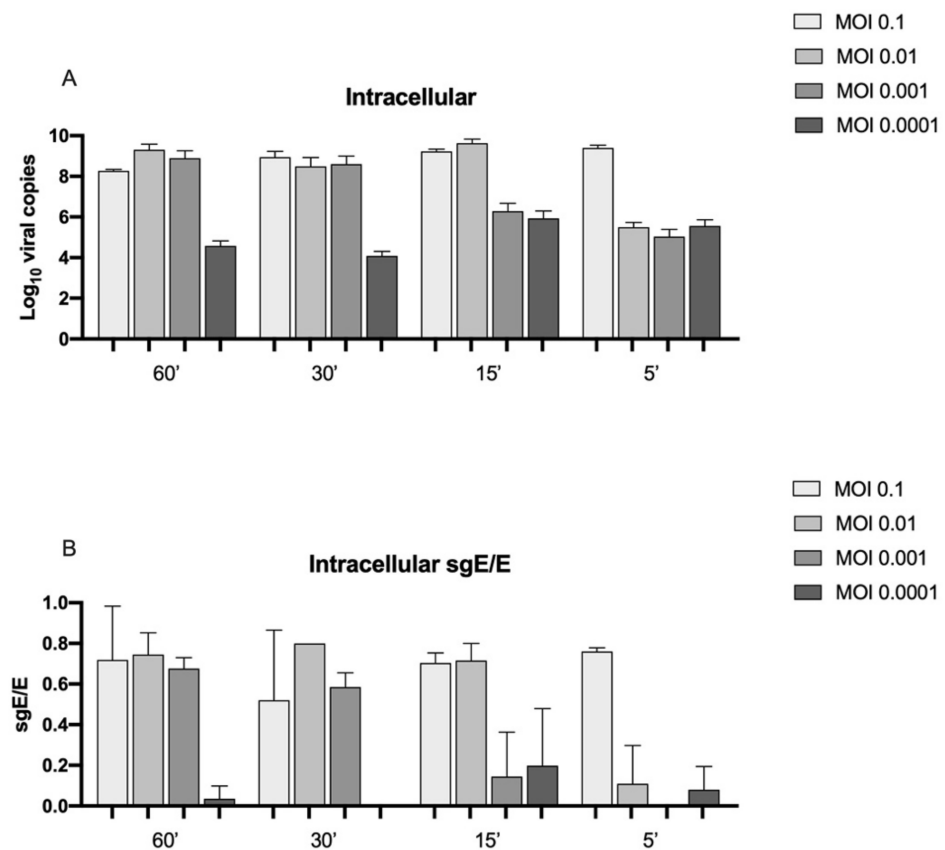 MOI 0.1
MOI 0.01
MOI 0.001
MOI 0.0001
A
Intracellular
Log10 viral copies
10
8
6
4
2
0
60’
30’
15’
5’
MOI 0.1
MOI 0.01
MOI 0.001
MOI 0.0001
B
Intracellular sgE/E
sgE/E
1.0
0.8
0.6
0.4
0.2
0.0
60’
30’
15’
5’